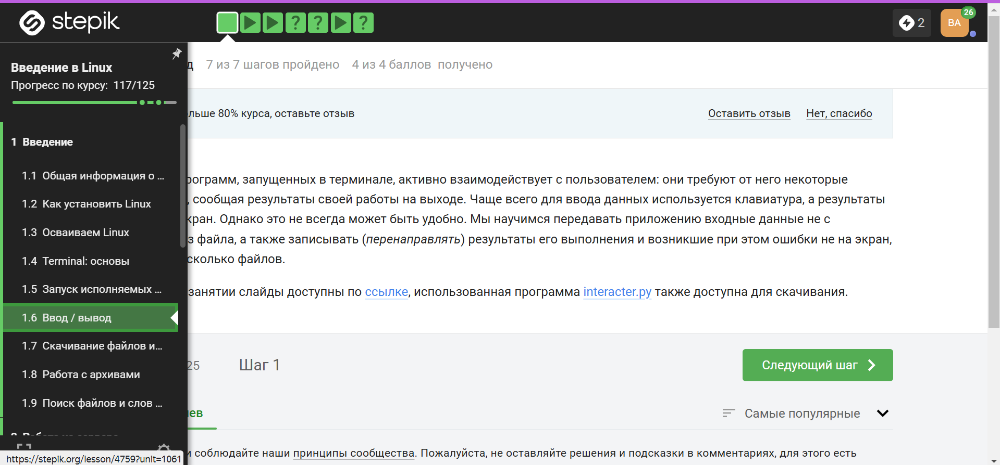 stepik
? ? ?
2
BA
26
Введение в Linux
Прогресс по курсу: 117/125
1 Введение
1.1 Общая информация о ...
1.2 Как установить Linux
1.3 Осваиваем Linux
1.4 Terminal: основы
1.5 Запуск исполняемых ...
1.6 Ввод / вывод
1.7 Скачивание файлов и...
1.8 Работа с архивами
1.9 Поиск файлов и слов ...
https://stepik.org/lesson/4759?unit=1061
д 7 из 7 шагов пройдено 4 из 4 баллов получено
льше 80% курса, оставьте отзыв Оставить отзыв Нет, спасибо
рограмм, запущенных в терминале, активно взаимодействует с пользователем: они требуют от него некоторые
, сообщая результаты своей работы на выходе. Чаще всего для ввода данных используется клавиатура, а результаты
кран. Однако это не всегда может быть удобно. Мы научимся передавать приложению входные данные не с
з файла, а также записывать (перенаправлять) результаты его выполнения и возникшие при этом ошибки не на экран,
сколько файлов.
занятии слайды доступны по ссылке, использованная программа interacter.py также доступна для скачивания.
25 Шаг 1 Следующий шаг
ев Самые популярные
и соблюдайте наши принципы сообщества. Пожалуйста, не оставляйте решения и подсказки в комментариях, для этого есть